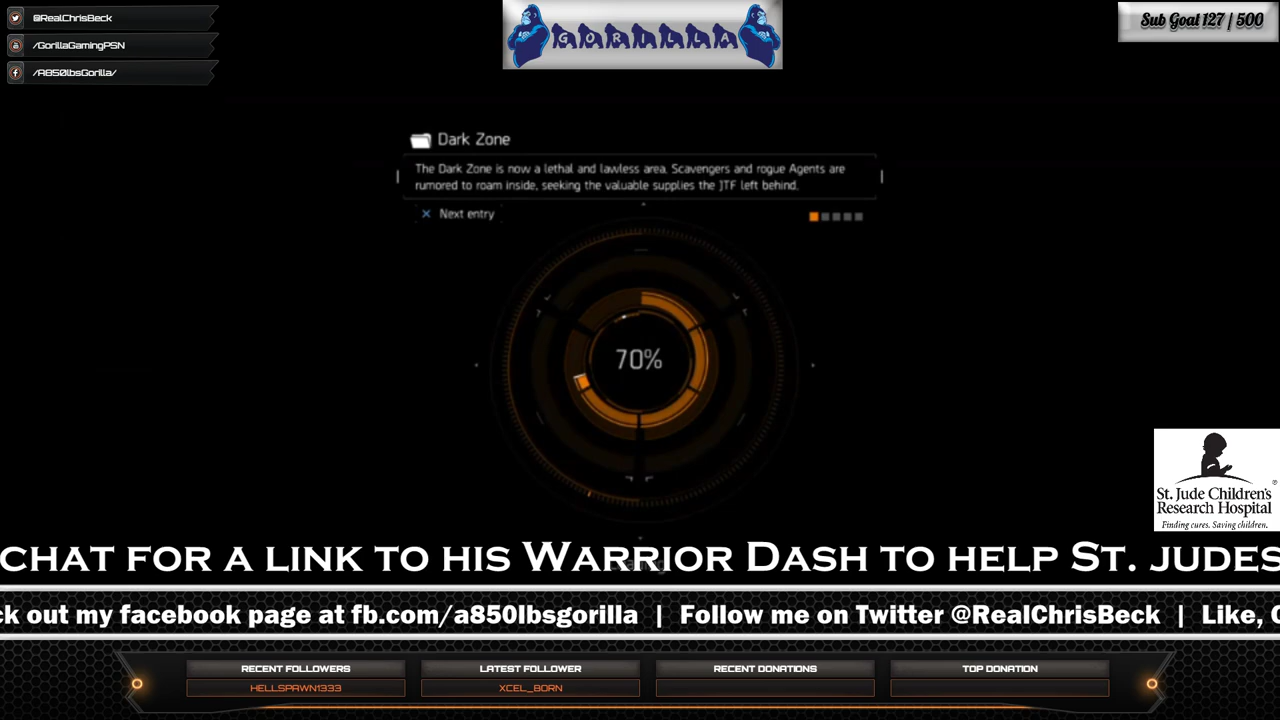 @RealChrisBeck
/GorillaGamingPSN
/A850lbsGorilla/
GORILLA
Sub Goal 127 / 500
Dark Zone
The Dark Zone is now a lethal and lawless area. Scavengers and rogue Agents are
rumored to roam inside, seeking the valuable supplies the JTF left behind.
Next entry
70%
St. Jude Children's
Research Hospital
Finding cures. Saving children.
CHAT FOR A LINK TO HIS WARRIOR DASH TO HELP ST. JUDES
ck out my facebook page at fb.com/a850lbsgorilla | Follow me on Twitter @RealChrisBeck | Like, C
RECENT FOLLOWERS
HELLSPAWN1333
LATEST FOLLOWER
XCEL_BORN
RECENT DONATIONS
TOP DONATION